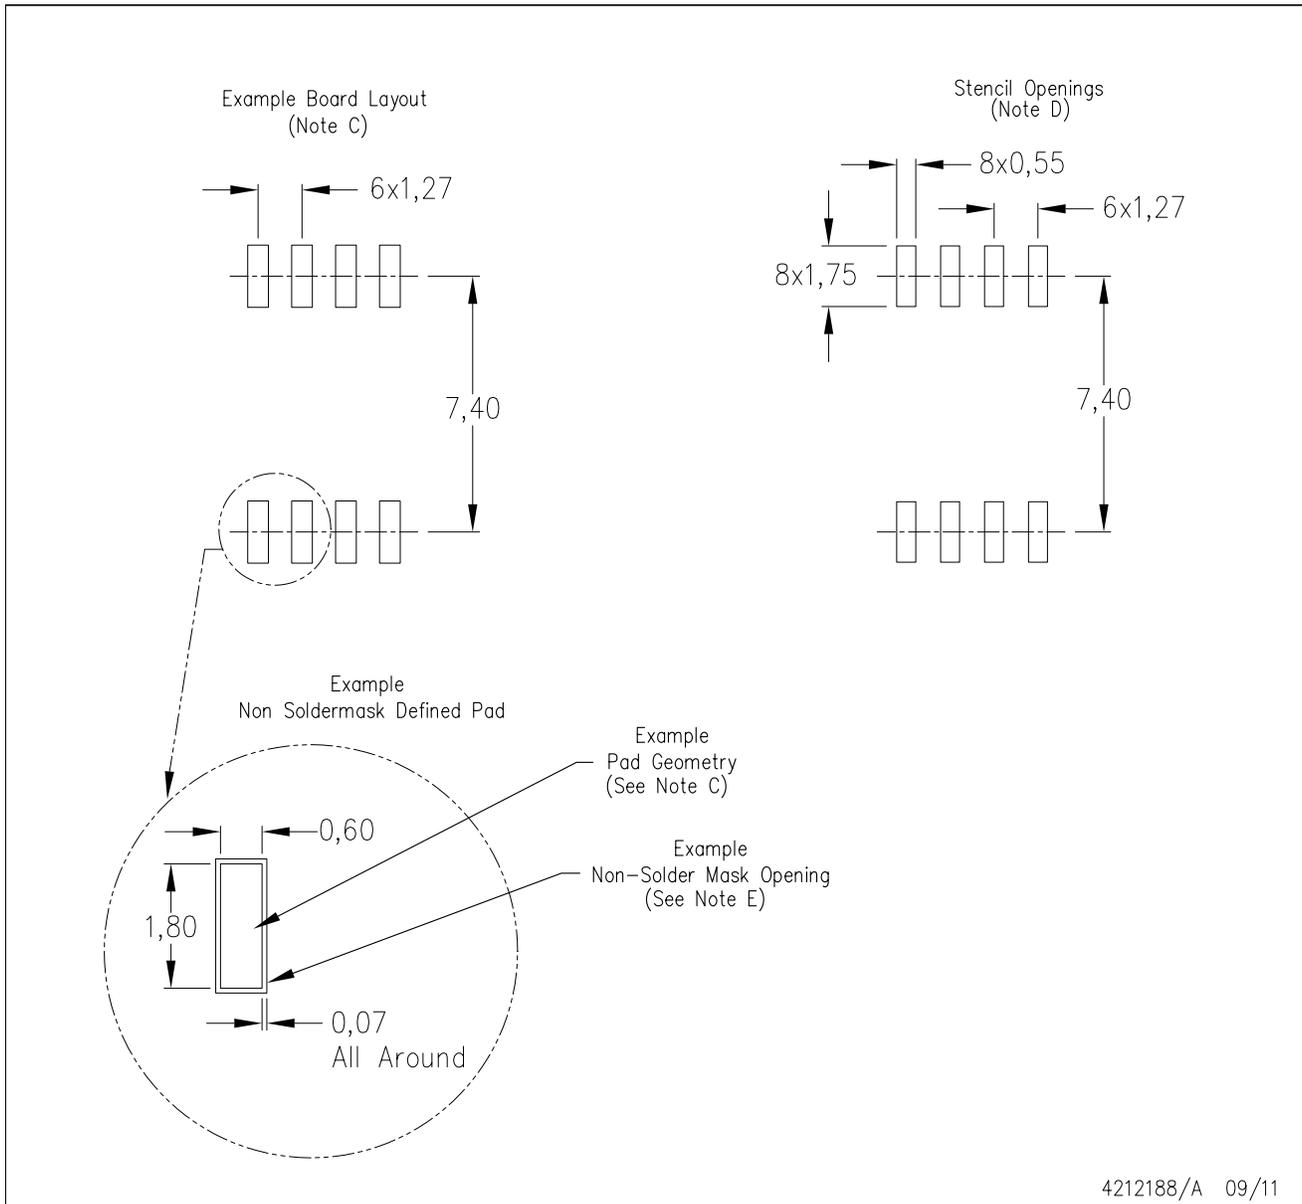 Example Board Layout
(Note C)
6x1,27
7,40
Stencil Openings
(Note D)
8x0,55
6x1,27
8x1,75
7,40
Example
Non Soldermask Defined Pad
Example
Pad Geometry
(See Note C)
0,60
Example
Non-Solder Mask Opening
(See Note E)
1,80
0,07
All Around
4212188/A 09/11